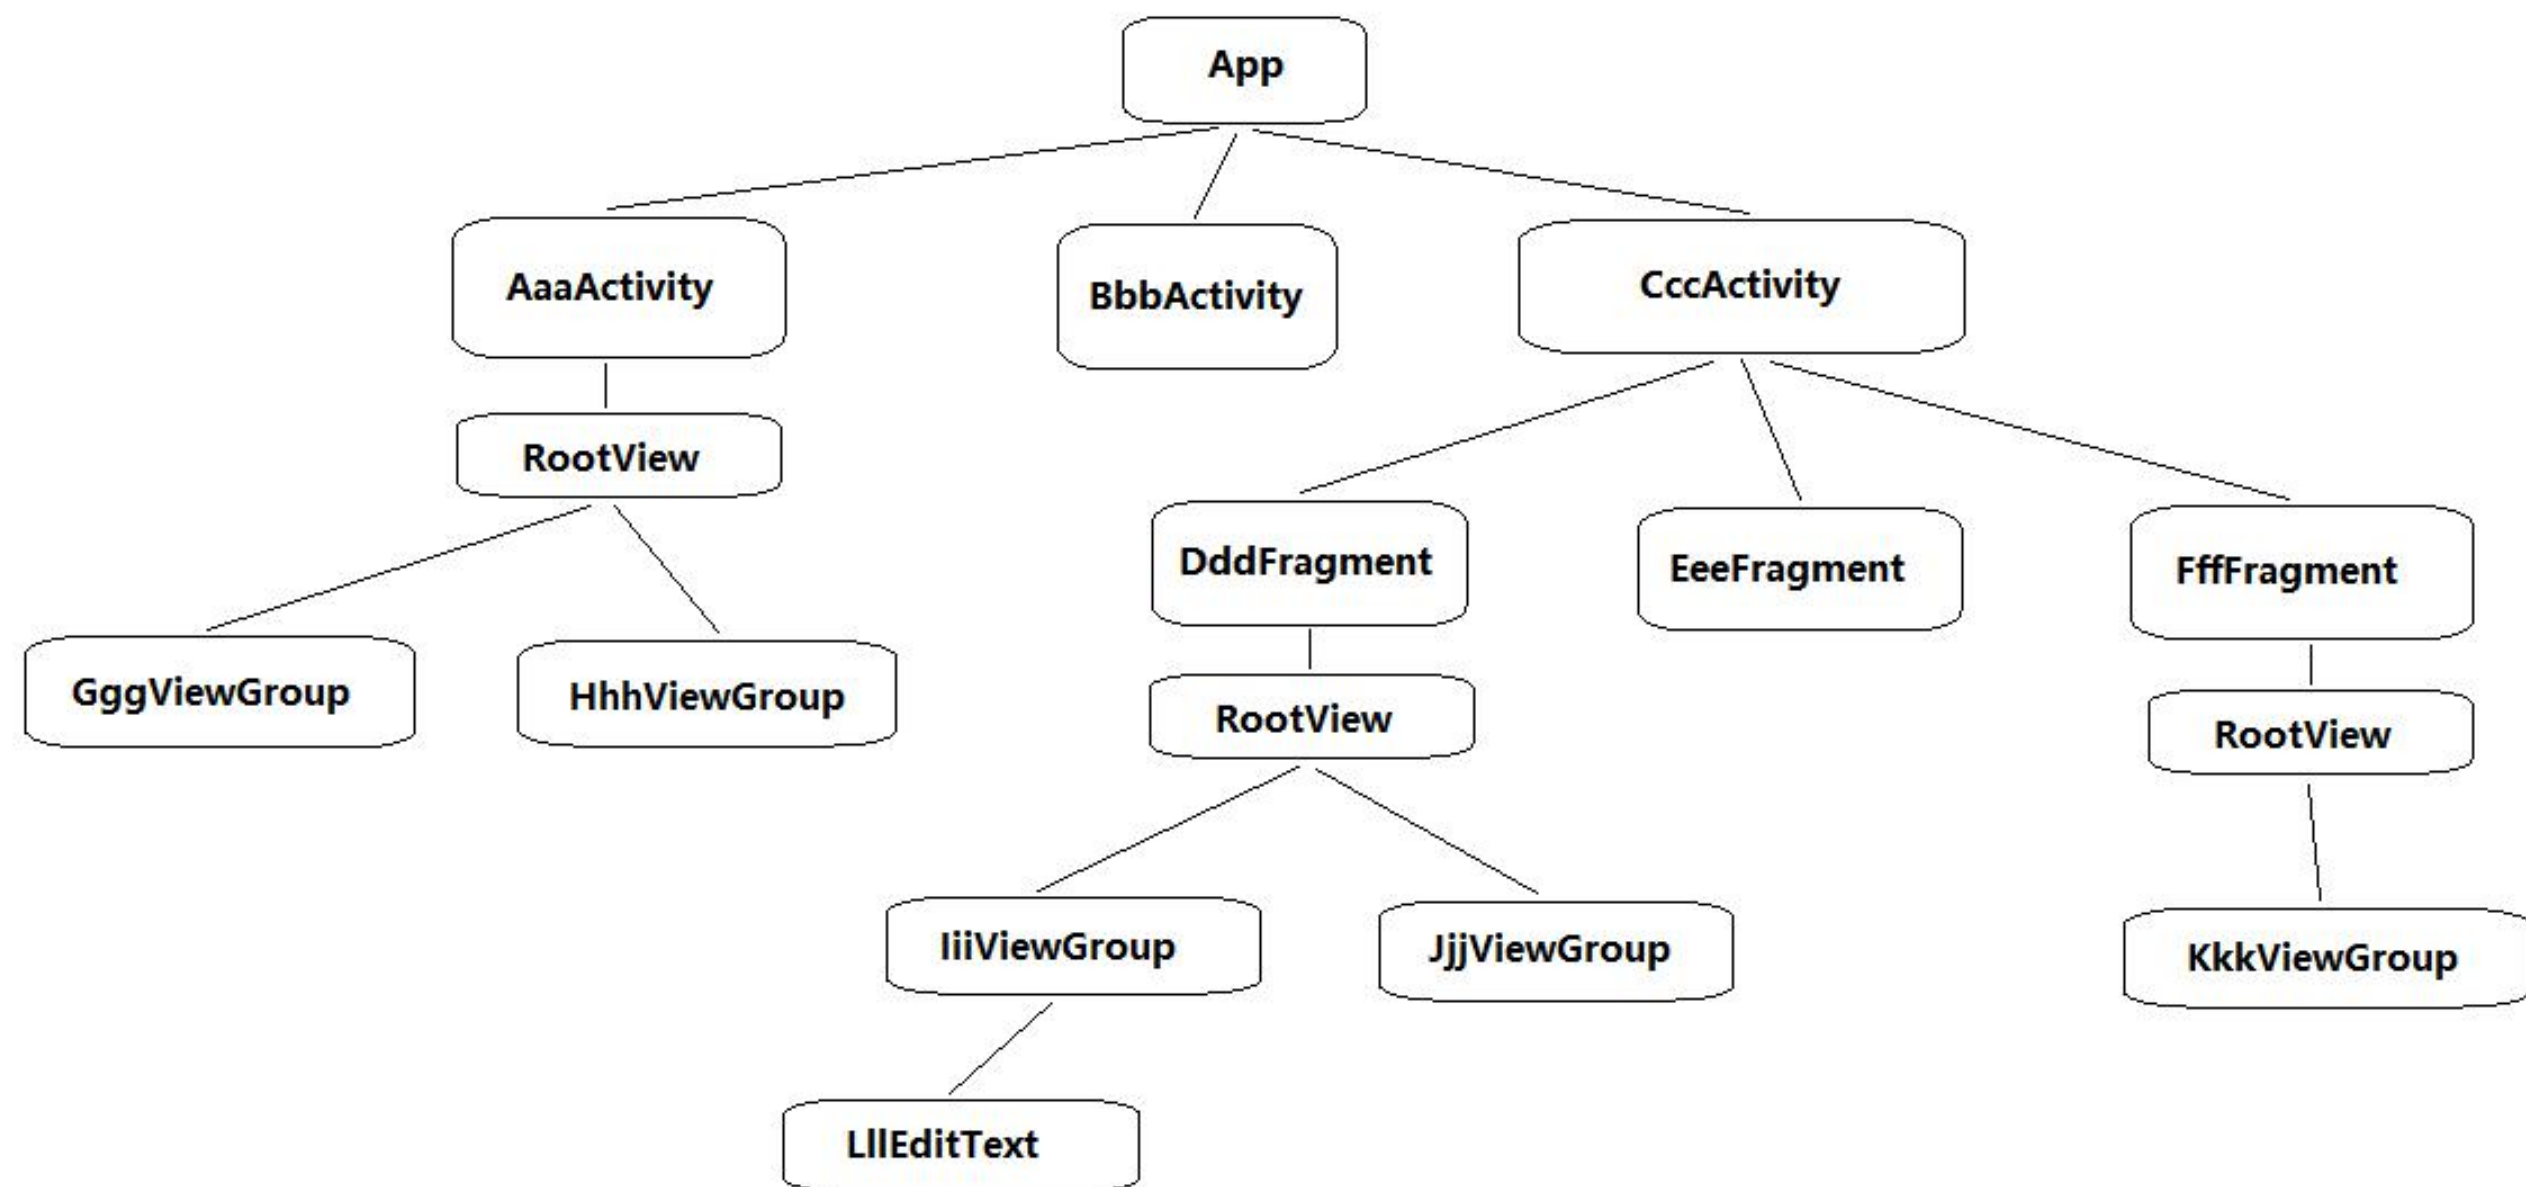 App
AaaActivity
BbbActivity
CccActivity
RootView
DddFragment
EeeFragment
FffFragment
GggViewGroup
HhhViewGroup
RootView
RootView
IiiViewGroup
JjjViewGroup
KkkViewGroup
LllEditText